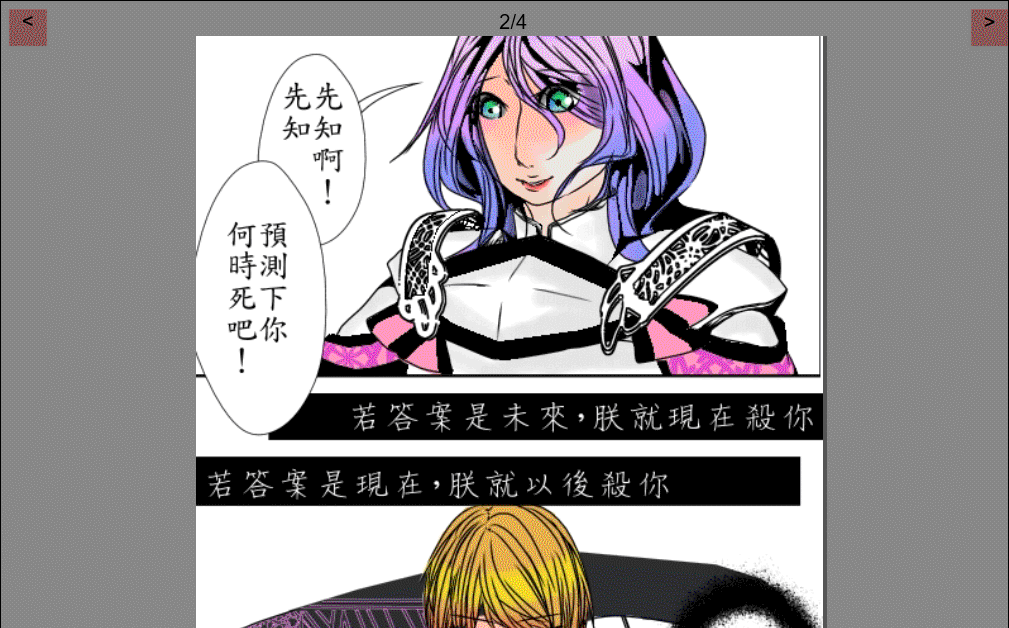 <
2/4
>
先知啊！
先知
預測下你
何時死吧！
若答案是未來，朕就現在殺你
若答案是現在，朕就以後殺你